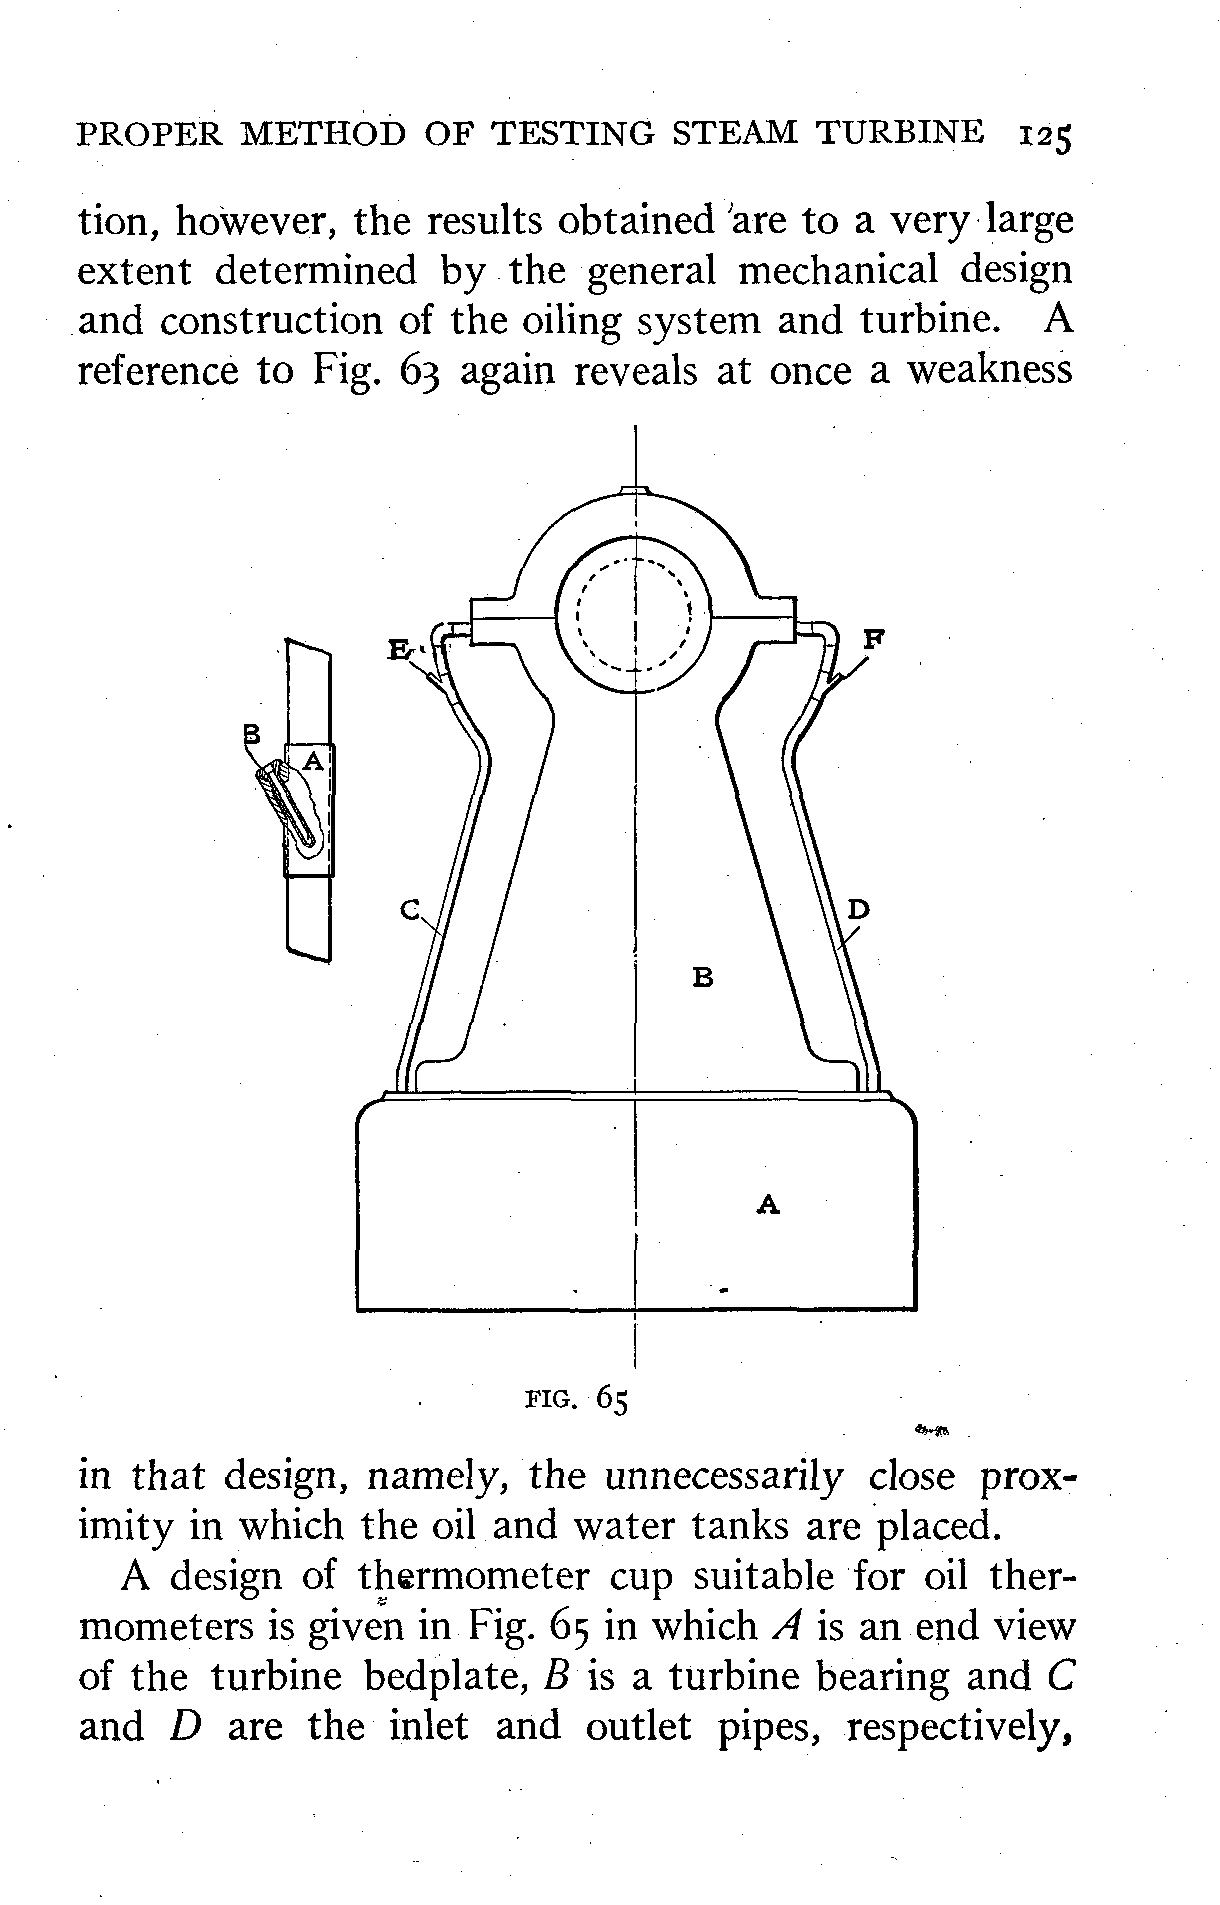 PROPER METHOD OF TESTING STEAM TURBINE 125
tion, however, the results obtained are to a very large
extent determined by the general mechanical design
and construction of the oiling system and turbine. A
reference to Fig. 63 again reveals at once a weakness
E
F
B
A
C
D
B
A
FIG. 65
in that design, namely, the unnecessarily close prox-
imity in which the oil and water tanks are placed.
A design of thermometer cup suitable for oil ther-
mometers is given in Fig. 65 in which A is an end view
of the turbine bedplate, B is a turbine bearing and C
and D are the inlet and outlet pipes, respectively,